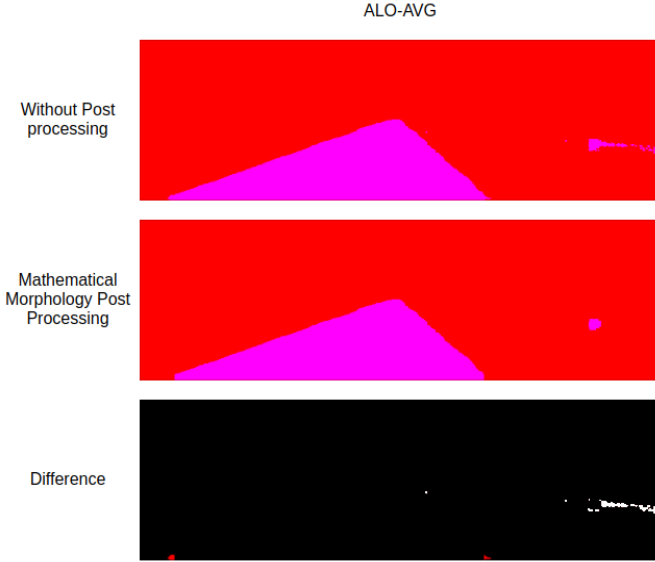 ALO-AVG
Without Post
processing
Mathematical
Morphology Post
Processing
Difference